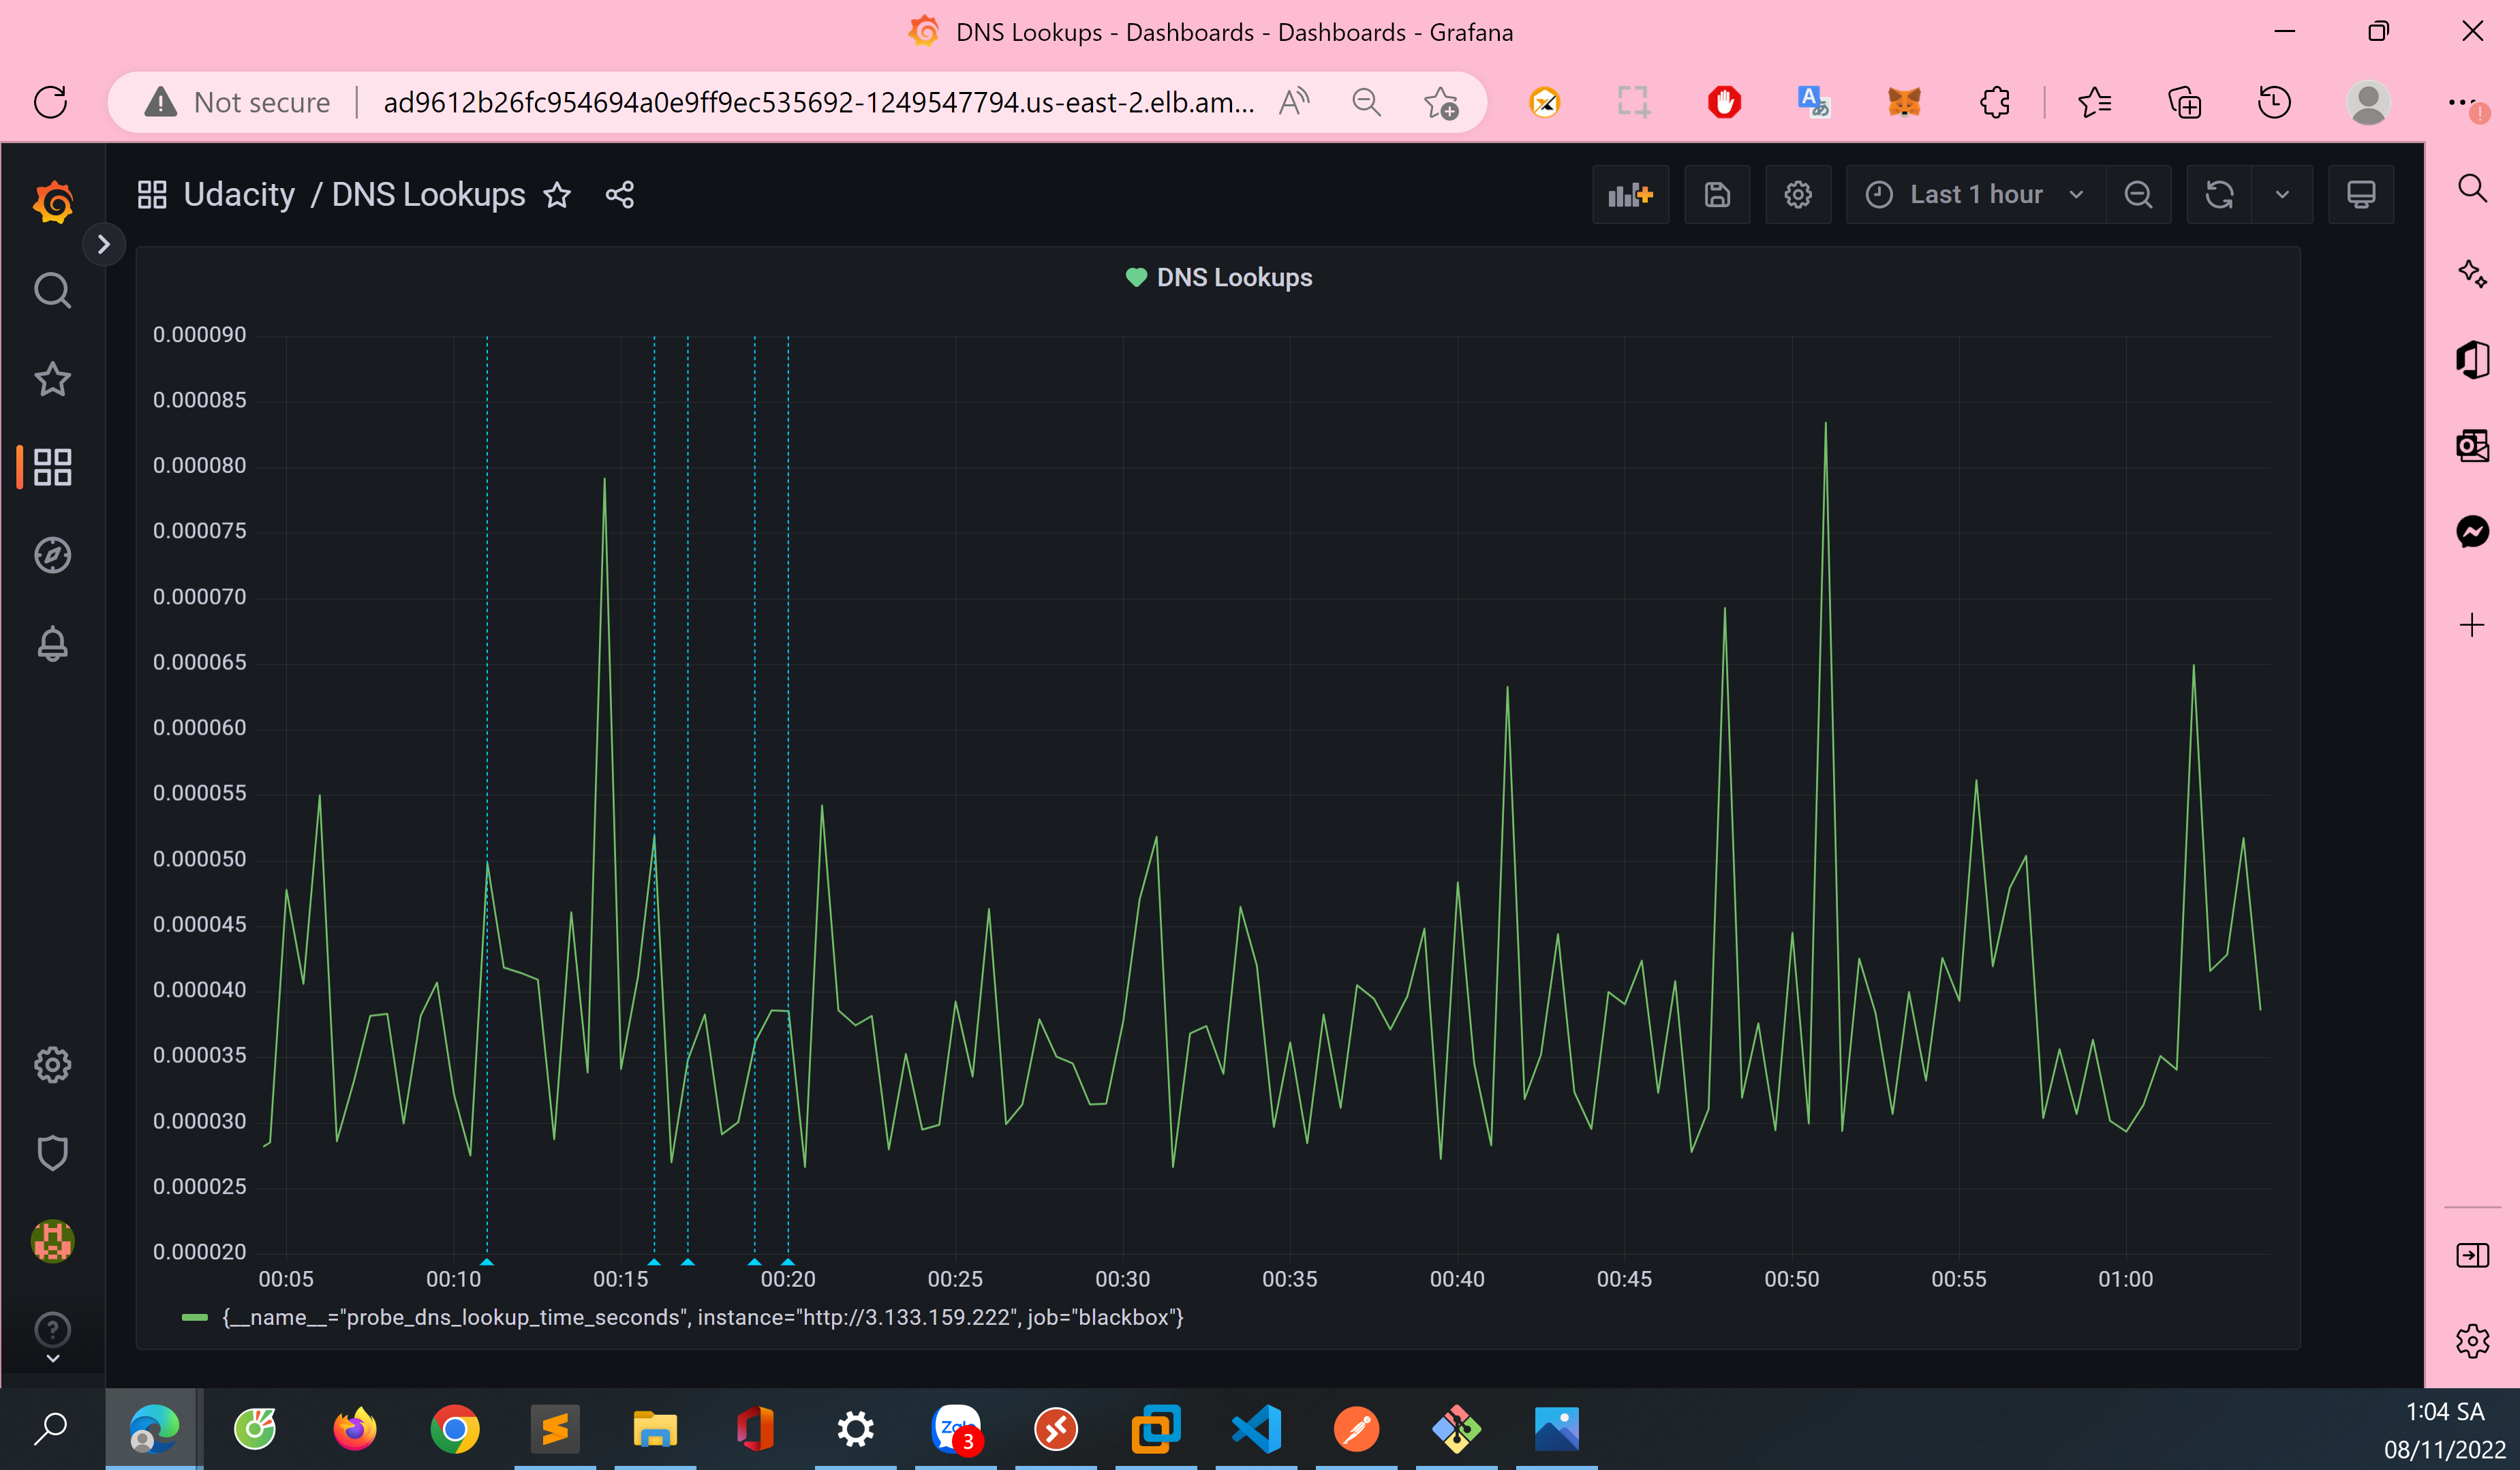 DNS Lookups - Dashboards - Dashboards - Grafana
Not secure
ad9612b26fc954694a0e9ff9ec535692-1249547794.us-east-2.elb.am...
Udacity / DNS Lookups
Last 1 hour
DNS Lookups
0.000090
0.000085
0.000080
0.000075
0.000070
0.000065
0.000060
0.000055
0.000050
0.000045
0.000040
0.000035
0.000030
0.000025
0.000020
00:05 00:10 00:15 00:20 00:25 00:30 00:35 00:40 00:45 00:50 00:55 01:00
{__name__="probe_dns_lookup_time_seconds", instance="http://3.133.159.222", job="blackbox"}
Zalo
3
1:04 SA
08/11/2022